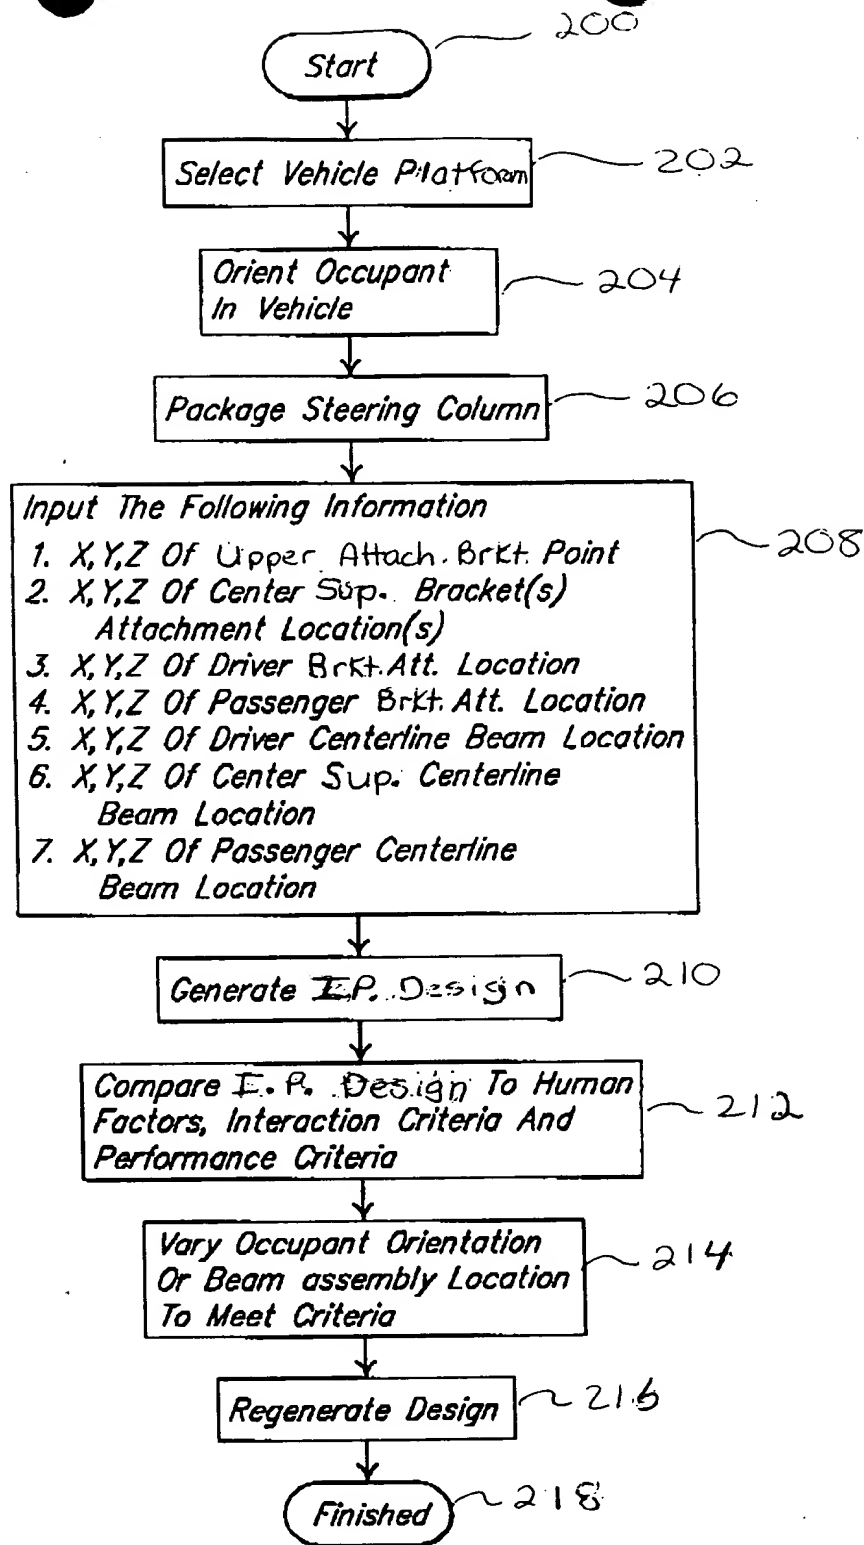 200
Start
Select Vehicle Platform
202
Orient Occupant
In Vehicle
204
Package Steering Column
206
Input The Following Information
208
1. X,Y,Z Of Upper Attach. Brkt. Point
2. X,Y,Z Of Center Sup. Bracket(s)
Attachment Location(s)
3. X,Y,Z Of Driver Brkt. Att. Location
4. X,Y,Z Of Passenger Brkt. Att. Location
5. X,Y,Z Of Driver Centerline Beam Location
6. X,Y,Z Of Center Sup. Centerline
Beam Location
7. X,Y,Z Of Passenger Centerline
Beam Location
Generate I.P. Design
210
Compare I.P. Design To Human
Factors, Interaction Criteria And
Performance Criteria
212
Vary Occupant Orientation
Or Beam assembly Location
To Meet Criteria
214
Regenerate Design
216
Finished
218